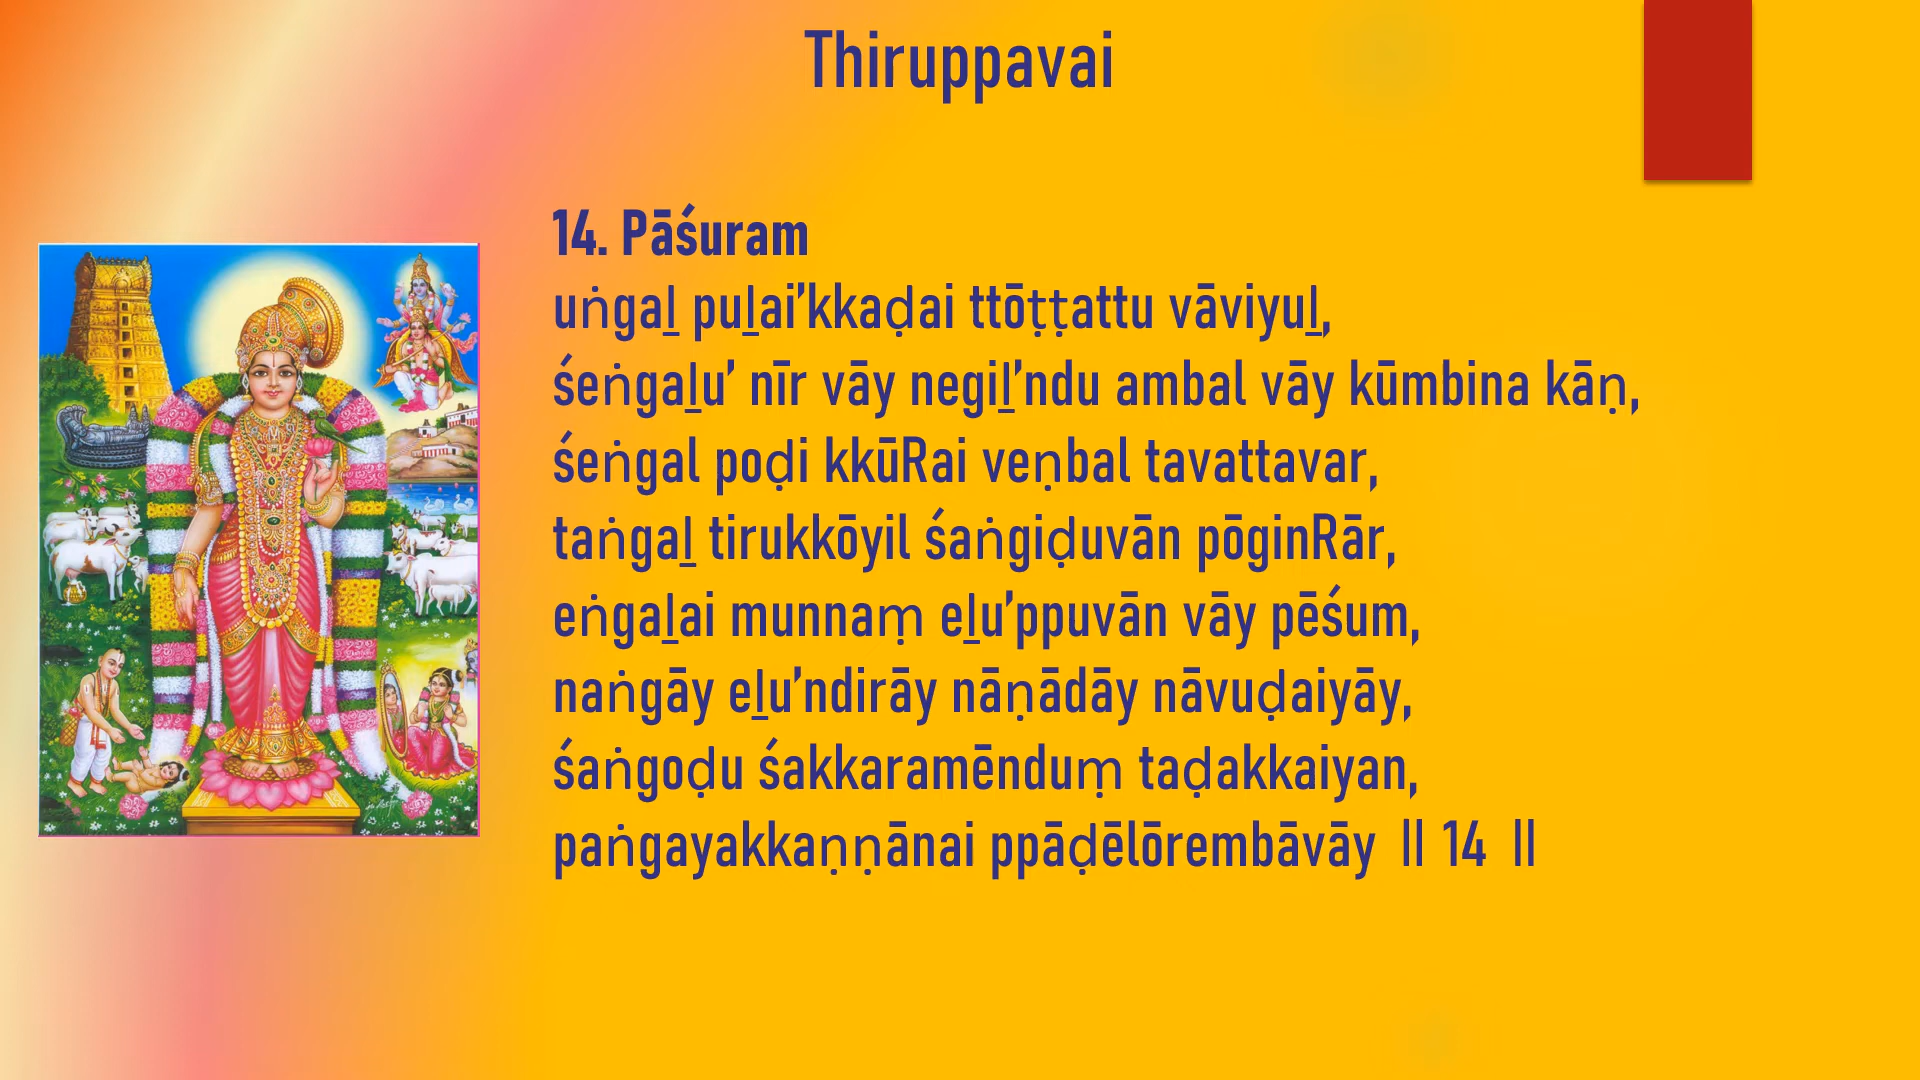 Thiruppavai
14. Pāśuram
uṅgaḻ puḻai’kkaḍai ttōṭṭattu vāviyuḻ,
śeṅgaḻu’ nīr vāy negiḻ’ndu ambal vāy kūmbina kāṇ,
śeṅgal poḍi kkūRai veṇbal tavattavar,
taṅgaḻ tirukkōyil śaṅgiḍuvān pōginRār,
eṅgaḻai munnaṃ eḻu’ppuvān vāy pēśum,
naṅgāy eḻu’ndirāy nāṇādāy nāvuḍaiyāy,
śaṅgoḍu śakkaramēnduṃ taḍakkaiyan,
paṅgayakkaṇṇānai ppāḍēlōrembāvāy || 14 ||